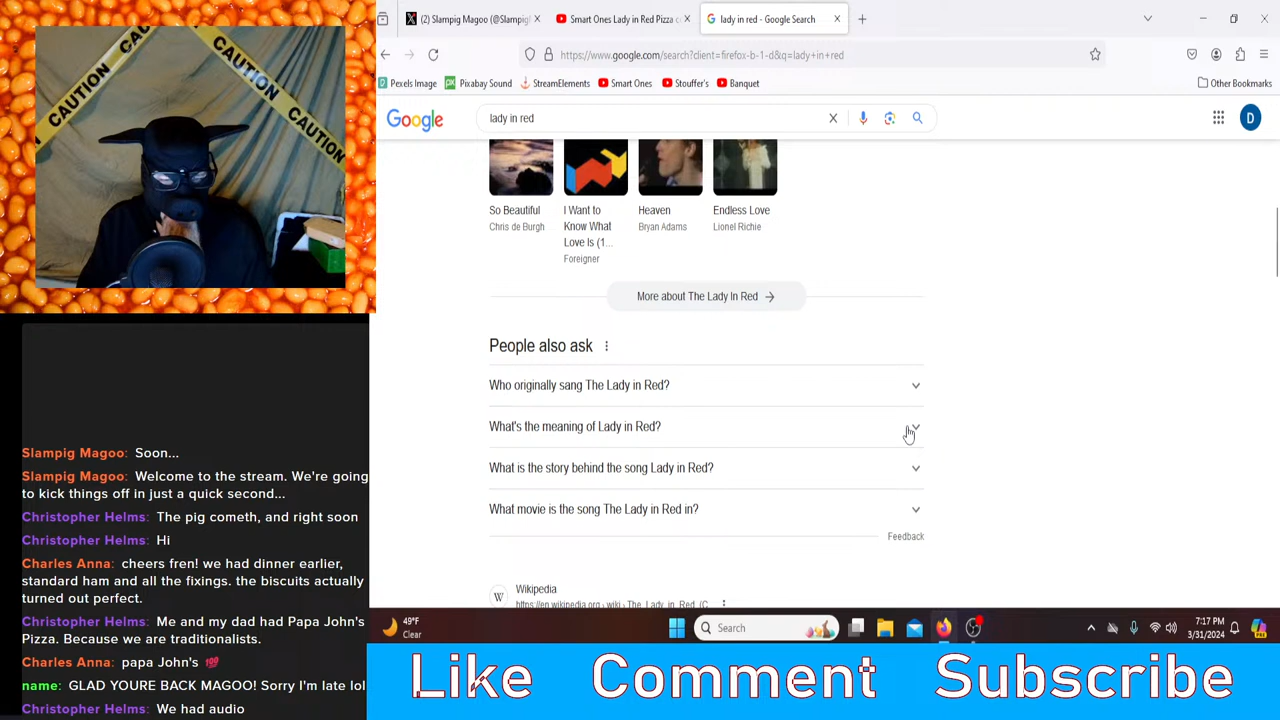 CAUTION CAUTION CAUTION CAUTION
(2) Slampig Magoo (@Slampig
Smart Ones Lady in Red Pizza
lady in red - Google Search
https://www.google.com/search?client=firefox-b-1-d&q=lady+in+red
Pexels Image
Pixabay Sound
StreamElements
Smart Ones
Stouffer's
Banquet
Other Bookmarks
Google
lady in red
D
So Beautiful
Chris de Burgh
I Want to
Know What
Love Is (1...
Foreigner
Heaven
Bryan Adams
Endless Love
Lionel Richie
More about The Lady In Red
People also ask
Who originally sang The Lady in Red?
What's the meaning of Lady in Red?
What is the story behind the song Lady in Red?
What movie is the song The Lady in Red in?
Feedback
W
Wikipedia
https://en.wikipedia.org › wiki › The_Lady_in_Red_(C...
Slampig Magoo: Soon...
Slampig Magoo: Welcome to the stream. We're going
to kick things off in just a quick second...
Christopher Helms: The pig cometh, and right soon
Christopher Helms: Hi
Charles Anna: cheers fren! we had dinner earlier,
standard ham and all the fixings. the biscuits actually
turned out perfect.
Christopher Helms: Me and my dad had Papa John's
Pizza. Because we are traditionalists.
Charles Anna: papa John's 💯
name: GLAD YOURE BACK MAGOO! Sorry I'm late lol
Christopher Helms: We had audio
49°F
Clear
Search
7:17 PM
3/31/2024
Like Comment Subscribe